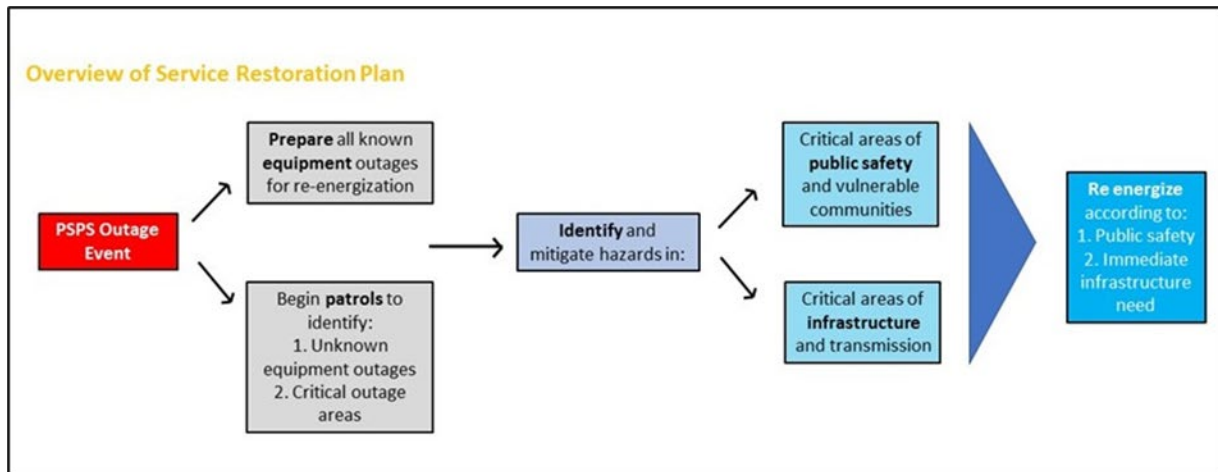 Overview of Service Restoration Plan
PSPS Outage
Event
Prepare all known
equipment outages
for re-energization
Begin patrols to
identify:
1. Unknown
equipment outages
2. Critical outage
areas
Identify and
mitigate hazards in:
Critical areas of
public safety
and vulnerable
communities
Critical areas of
infrastructure
and transmission
Re energize
according to:
1. Public safety
2. Immediate
infrastructure
need